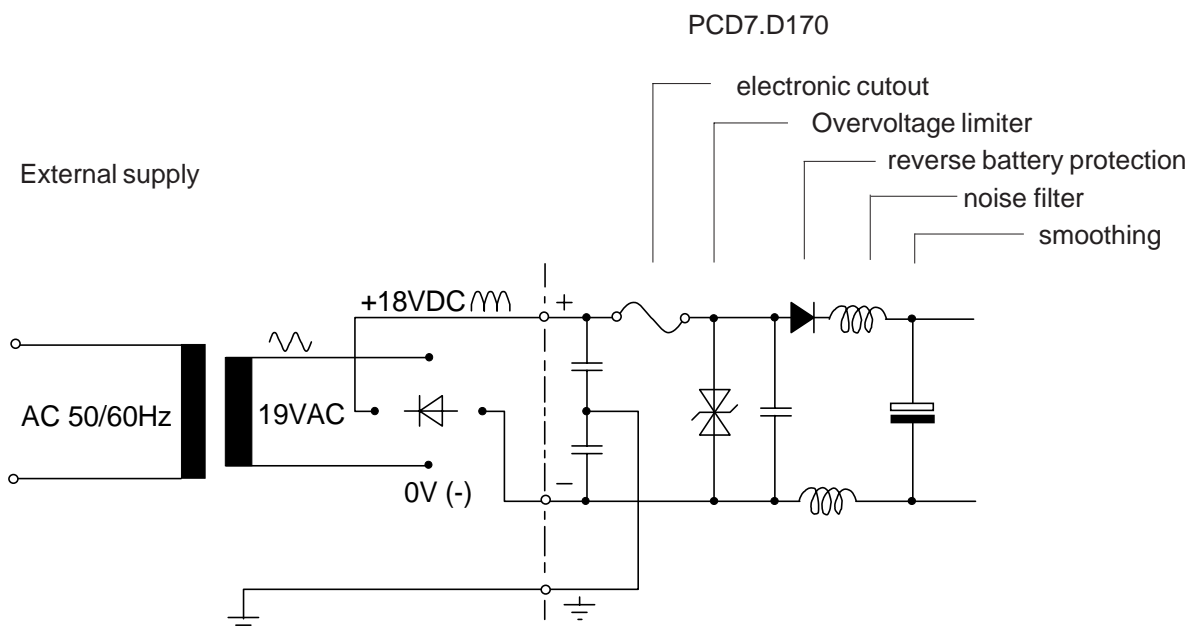 PCD7.D170
electronic cutout
Overvoltage limiter
reverse battery protection
External supply
noise filter
smoothing
+18VDC
+
AC 50/60Hz
19VAC
0V (-)
–